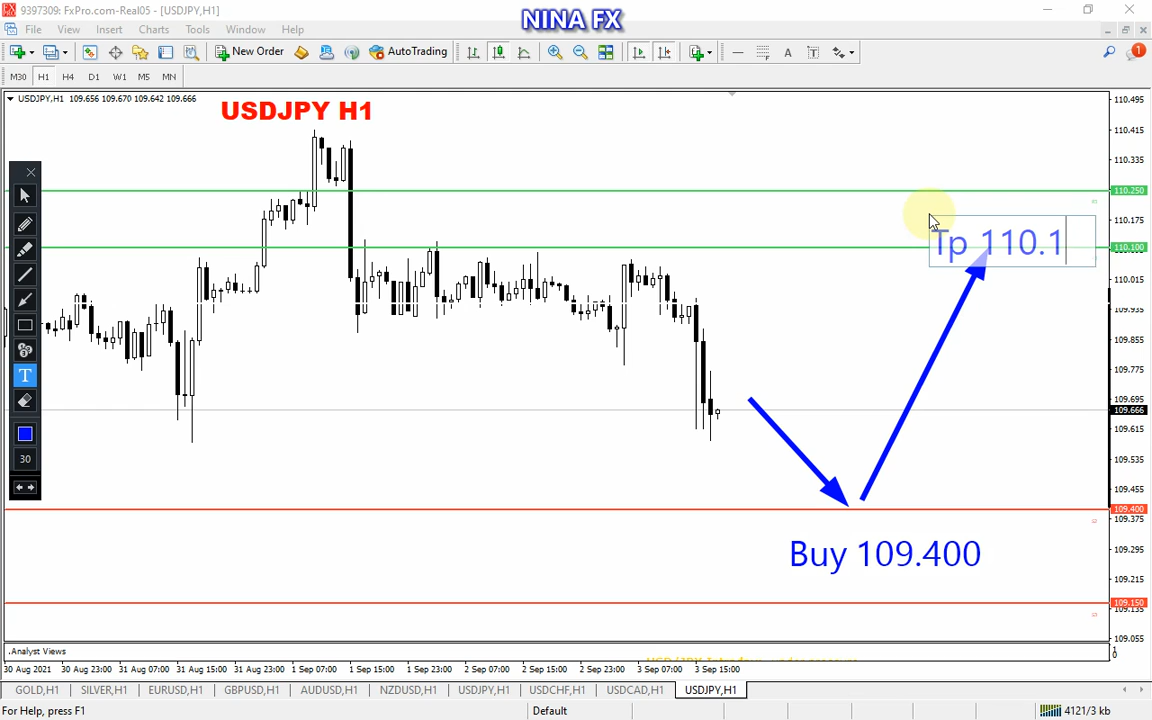 9397309: FxPro.com-Real05 - [USDJPY,H1]
NINA FX
File View Insert Charts Tools Window Help
New Order AutoTrading A T 1
M30 H1 H4 D1 W1 M5 MN
USDJPY,H1 109.656 109.670 109.642 109.666
USDJPY H1
110.495
110.415
110.335
110.250
110.175
Tp 110.1
110.100
110.015
109.935
109.855
109.775
109.695
109.666
109.615
109.535
109.455
T
30
109.400
109.375
Buy 109.400
109.295
109.215
109.150
109.135
109.055
.Analyst Views
1
0
30 Aug 2021 30 Aug 23:00 31 Aug 07:00 31 Aug 15:00 31 Aug 23:00 1 Sep 07:00 1 Sep 15:00 1 Sep 23:00 2 Sep 07:00 2 Sep 15:00 2 Sep 23:00 3 Sep 07:00 3 Sep 15:00
GOLD,H1 SILVER,H1 EURUSD,H1 GBPUSD,H1 AUDUSD,H1 NZDUSD,H1 USDJPY,H1 USDCHF,H1 USDCAD,H1 USDJPY,H1
For Help, press F1 Default 4121/3 kb